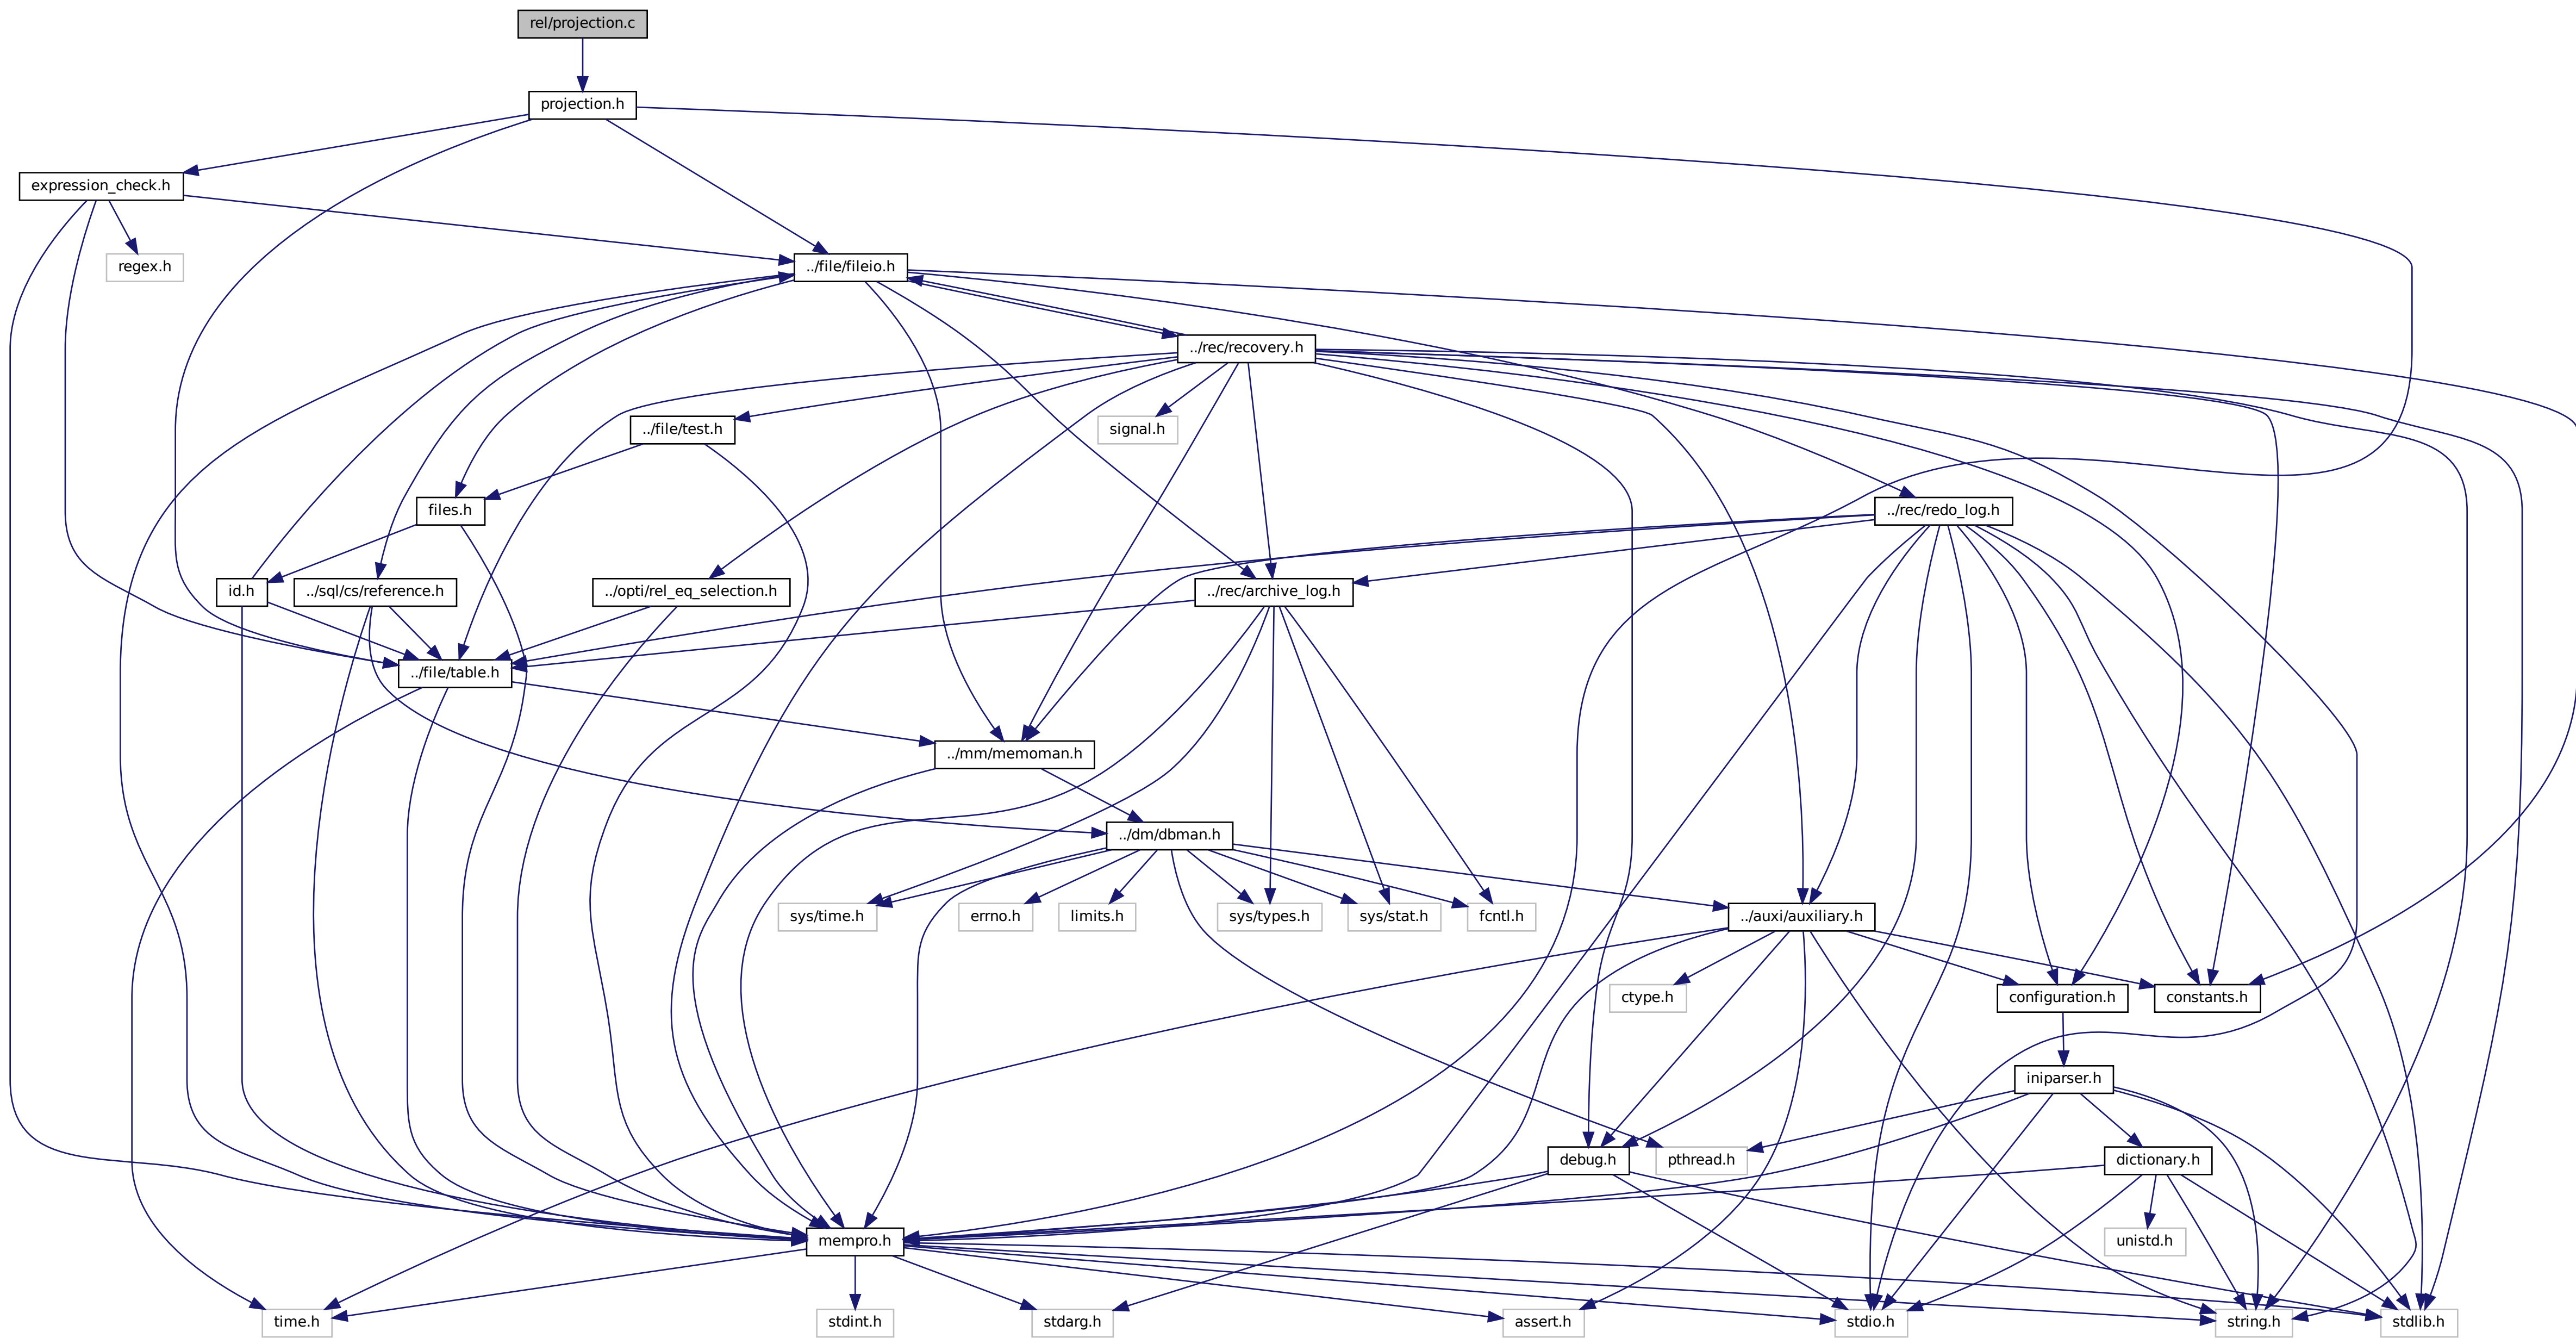 rel/projection.c
projection.h
expression_check.h
regex.h
../file/fileio.h
../rec/recovery.h
../file/test.h
signal.h
files.h
../rec/redo_log.h
id.h
../sql/cs/reference.h
../opti/rel_eq_selection.h
../rec/archive_log.h
../file/table.h
../mm/memoman.h
../dm/dbman.h
sys/time.h
errno.h
limits.h
sys/types.h
sys/stat.h
fcntl.h
../auxi/auxiliary.h
ctype.h
configuration.h
constants.h
iniparser.h
debug.h
pthread.h
dictionary.h
mempro.h
unistd.h
time.h
stdint.h
stdarg.h
assert.h
stdio.h
string.h
stdlib.h